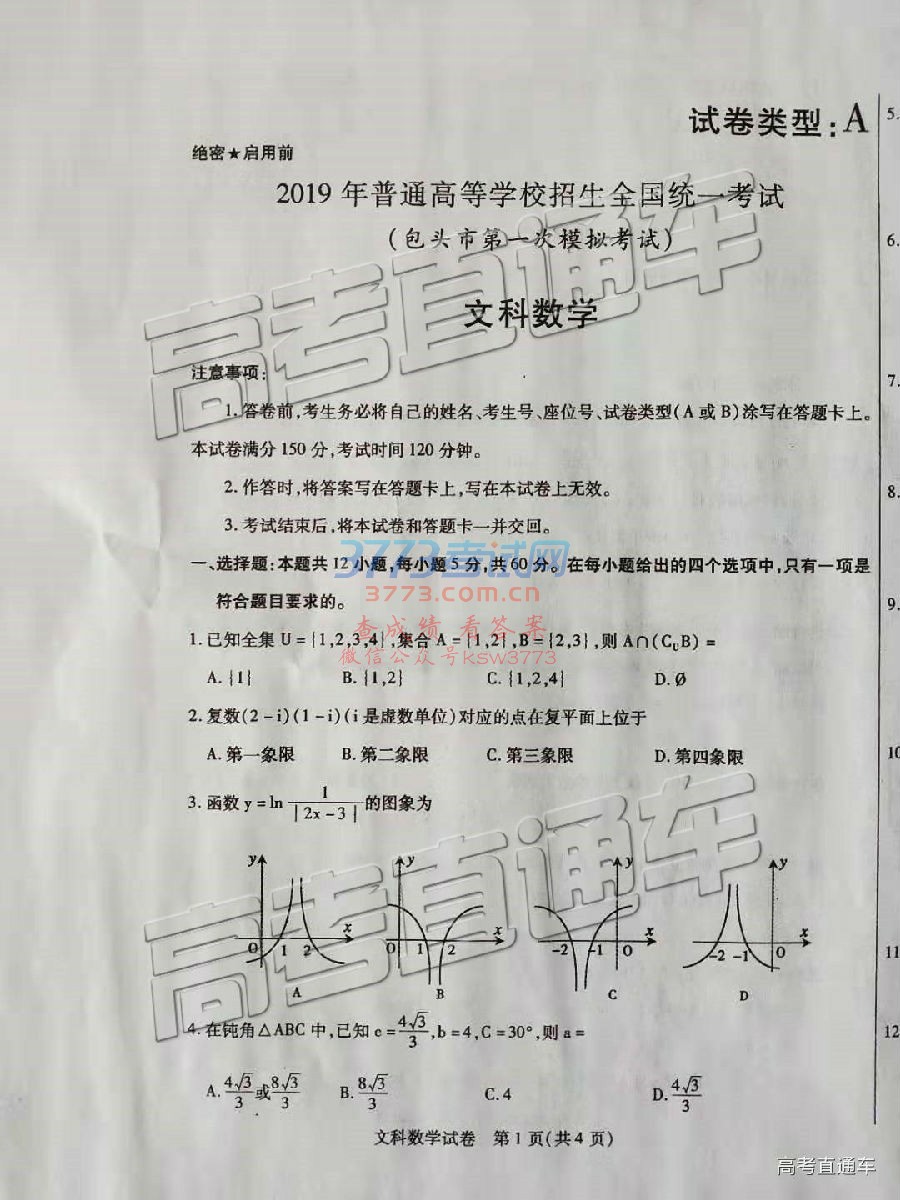 试卷类型：A
绝密★启用前
2019年普通高等学校招生全国统一考试
（包头市第一次模拟考试）
文科数学
注意事项：
1.答卷前,考生务必将自己的姓名、考生号、座位号、试卷类型(A或B)涂写在答题卡上。
本试卷满分150分,考试时间120分钟。
2.作答时,将答案写在答题卡上,写在本试卷上无效。
3.考试结束后,将本试卷和答题卡一并交回。
3773考试网
一、选择题:本题共12小题,每小题5分,共60分。在每小题给出的四个选项中,只有一项是
3773.com.cn
符合题目要求的。
查成绩 看答案
1.已知全集U={1,2,3,4},集合A={1,2},B={2,3},则A∩(C_UB)=
微信公众号ksw3773
A.{1} B.{1,2} C.{1,2,4} D.Ø
2.复数(2-i)(1-i)(i是虚数单位)对应的点在复平面上位于
A.第一象限 B.第二象限 C.第三象限 D.第四象限
3.函数y=ln 1/|2x-3| 的图象为
y y y y
x x x x
O 1 2 0 1 2 -2 -1 O -2 -1 O
A B C D
4.在钝角△ABC中,已知c=4√3/3,b=4,C=30°,则a=
A.4√3/3或8√3/3 B.8√3/3 C.4 D.4√3/3
文科数学试卷 第1页(共4页)
5.
6.
7.
8.
9.
10
11
12
高考直通车
高考直通车
高考直通车